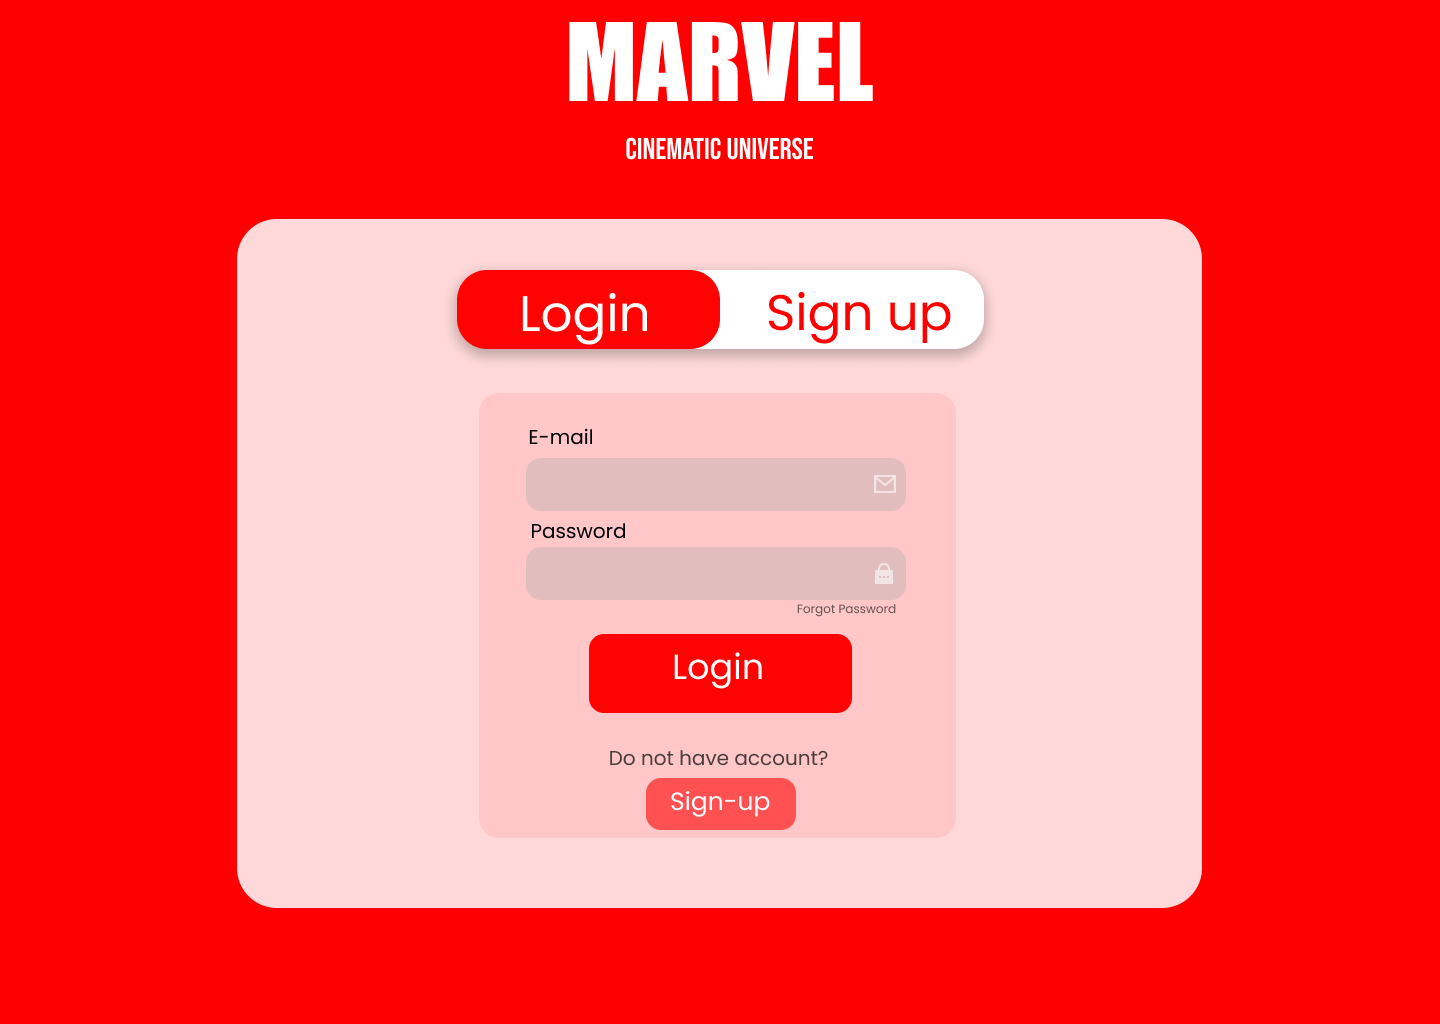 MARVEL
CINEMATIC UNIVERSE
Login Sign up
E-mail
Password
Forgot Password
Login
Do not have account?
Sign-up